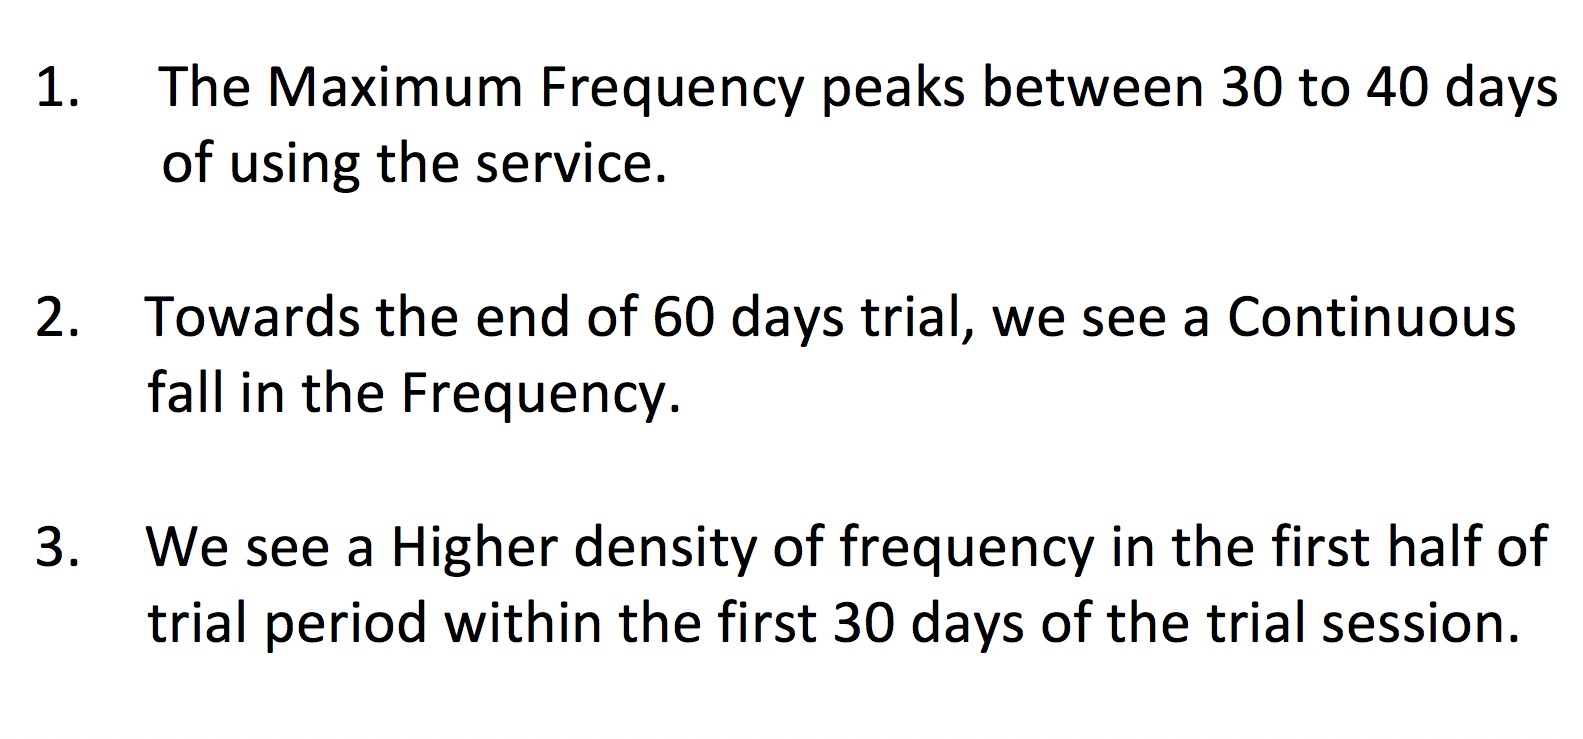 1. The Maximum Frequency peaks between 30 to 40 days
of using the service.
2. Towards the end of 60 days trial, we see a Continuous
fall in the Frequency.
3. We see a Higher density of frequency in the first half of
trial period within the first 30 days of the trial session.